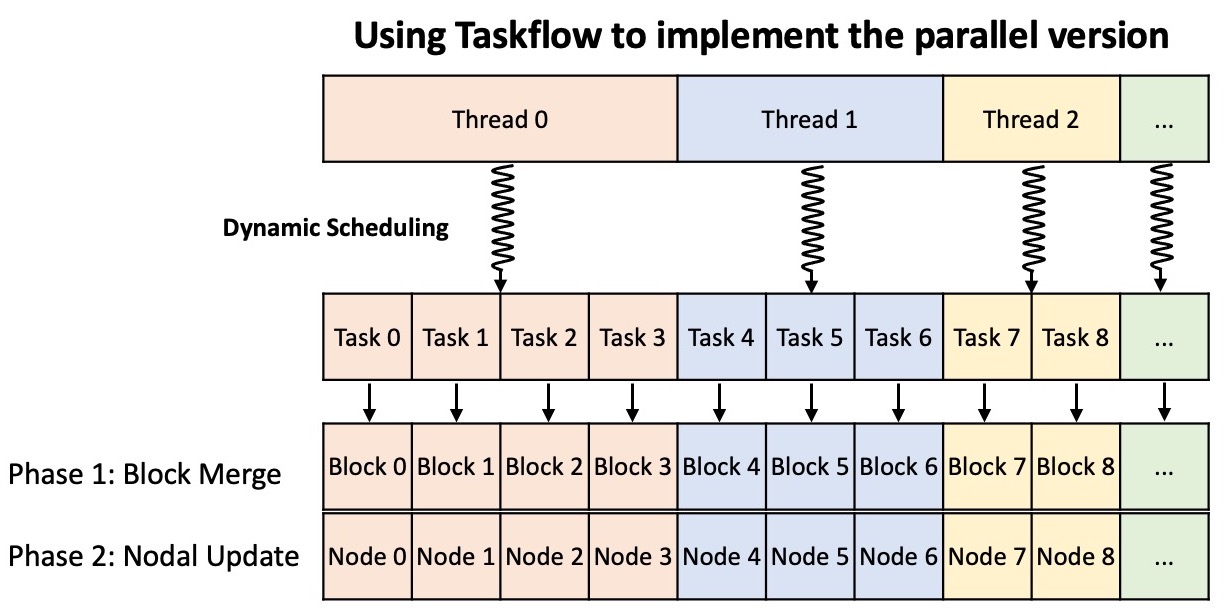 Using Taskflow to implement the parallel version
Thread 0 Thread 1 Thread 2 ...
Dynamic Scheduling
Task 0 Task 1 Task 2 Task 3 Task 4 Task 5 Task 6 Task 7 Task 8 ...
Phase 1: Block Merge Block 0 Block 1 Block 2 Block 3 Block 4 Block 5 Block 6 Block 7 Block 8 ...
Phase 2: Nodal Update Node 0 Node 1 Node 2 Node 3 Node 4 Node 5 Node 6 Node 7 Node 8 ...